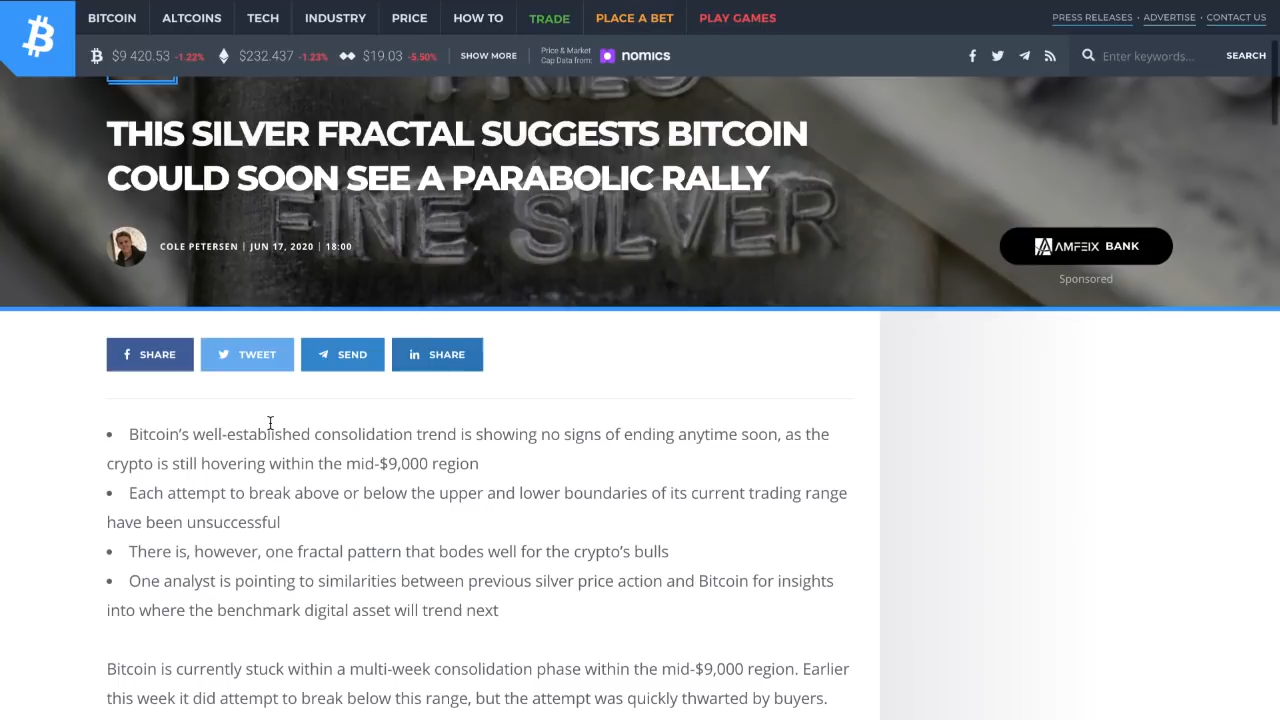 BITCOIN ALTCOINS TECH INDUSTRY PRICE HOW TO TRADE PLACE A BET PLAY GAMES PRESS RELEASES • ADVERTISE • CONTACT US
$9 420.53 -1.22% $232.437 -1.23% $19.03 -5.50% SHOW MORE Price & Market Cap Data from: nomics Enter keywords... SEARCH
THIS SILVER FRACTAL SUGGESTS BITCOIN
COULD SOON SEE A PARABOLIC RALLY
FINE SILVER
COLE PETERSEN | JUN 17, 2020 | 18:00
AMFEIX BANK
Sponsored
SHARE TWEET SEND SHARE
• Bitcoin’s well-established consolidation trend is showing no signs of ending anytime soon, as the
crypto is still hovering within the mid-$9,000 region
• Each attempt to break above or below the upper and lower boundaries of its current trading range
have been unsuccessful
• There is, however, one fractal pattern that bodes well for the crypto’s bulls
• One analyst is pointing to similarities between previous silver price action and Bitcoin for insights
into where the benchmark digital asset will trend next
Bitcoin is currently stuck within a multi-week consolidation phase within the mid-$9,000 region. Earlier
this week it did attempt to break below this range, but the attempt was quickly thwarted by buyers.